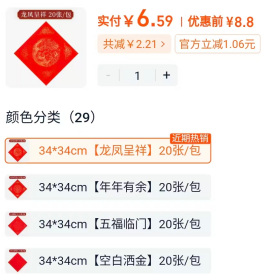 龙凤呈祥 20张/包
实付￥6.59 | 优惠前 ¥8.8
共减￥2.21 >
官方立减1.06元
- 1 +
颜色分类（29）
近期热销
34*34cm【龙凤呈祥】20张/包
34*34cm【年年有余】20张/包
34*34cm【五福临门】20张/包
34*34cm【空白洒金】20张/包